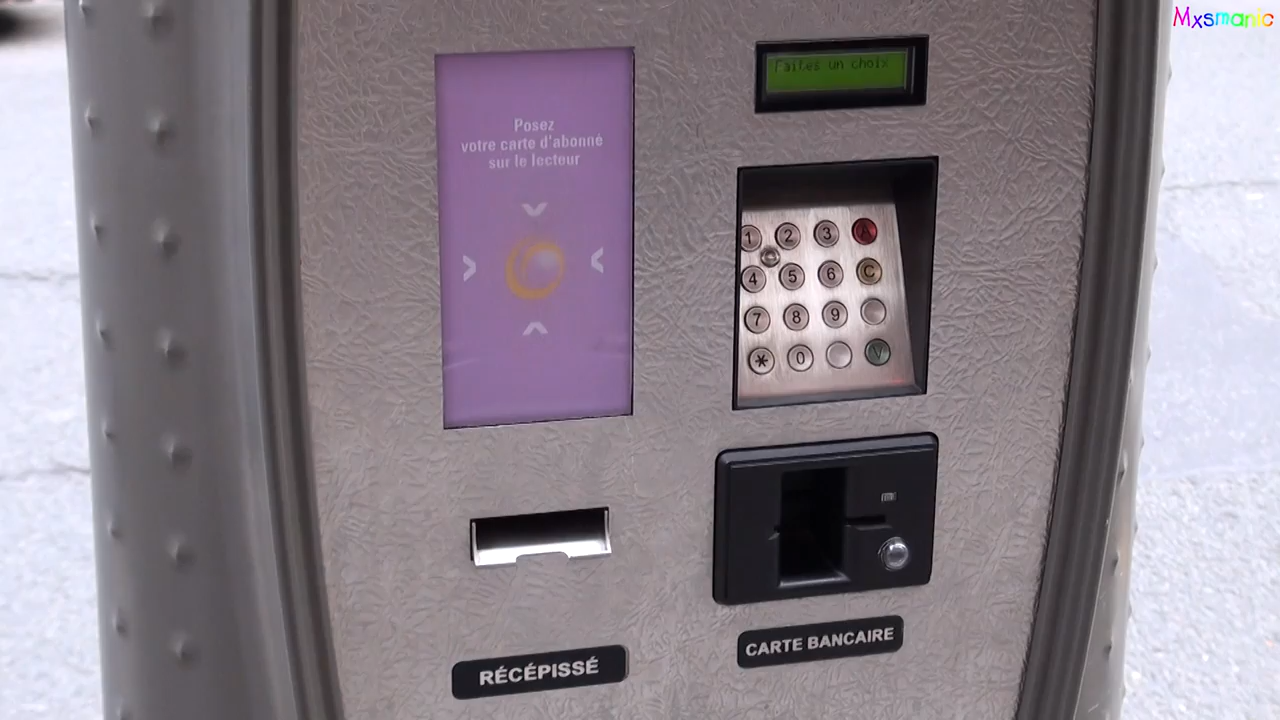 Mxsmanic
Faites un choix
Posez
votre carte d'abonné
sur le lecteur
1 2 3 A
4 5 6 C
7 8 9
* 0 V
RÉCÉPISSÉ
CARTE BANCAIRE